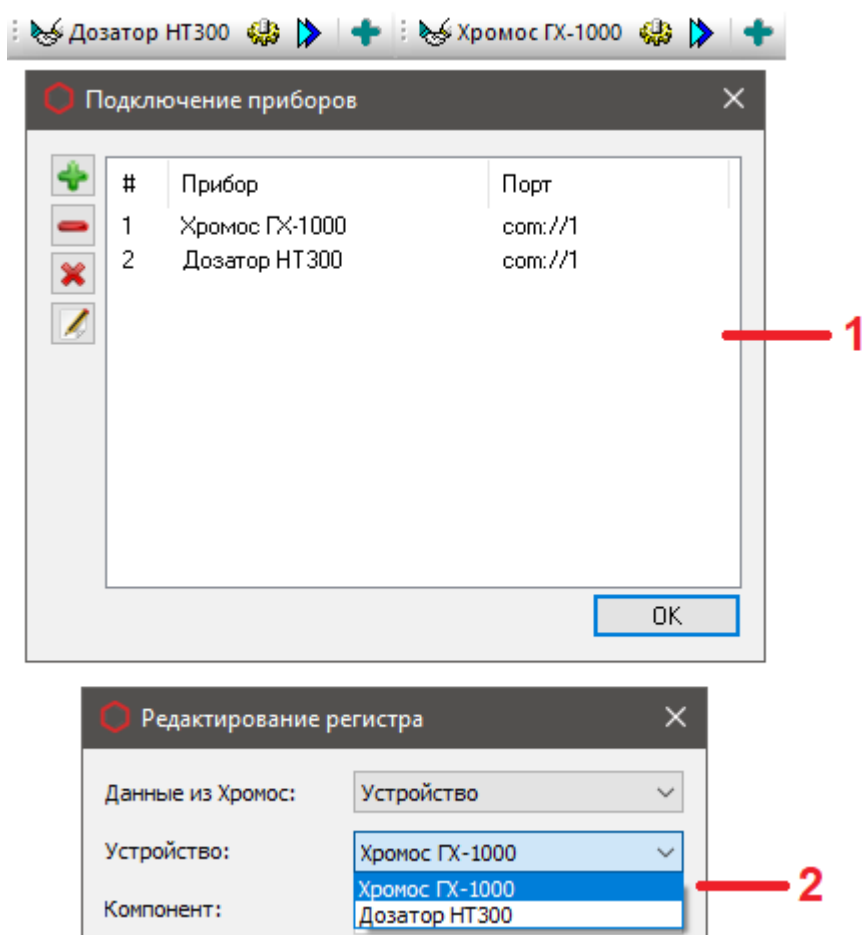 Дозатор НТ300 Хромос ГХ-1000
Подключение приборов
# Прибор Порт
1 Хромос ГХ-1000 com://1
2 Дозатор НТ300 com://1
1
OK
Редактирование регистра
Данные из Хромос: Устройство
Устройство: Хромос ГХ-1000
Хромос ГХ-1000
2
Компонент: Дозатор НТ300